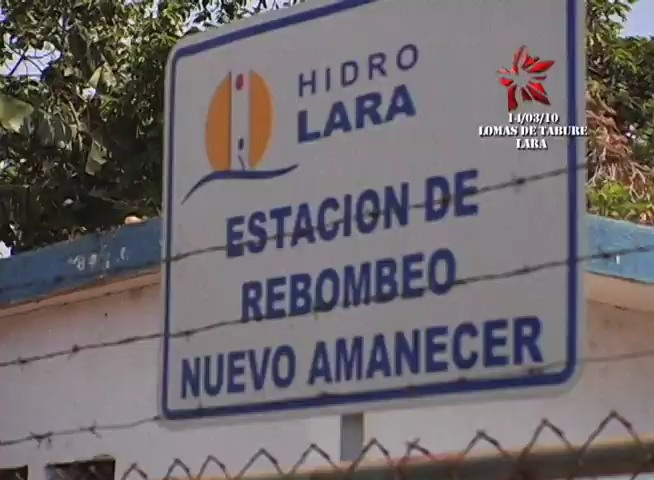 HIDRO
LARA
ESTACION DE
REBOMBEO
NUEVO AMANECER
14/03/10
LOMAS DE TABURE
LARA